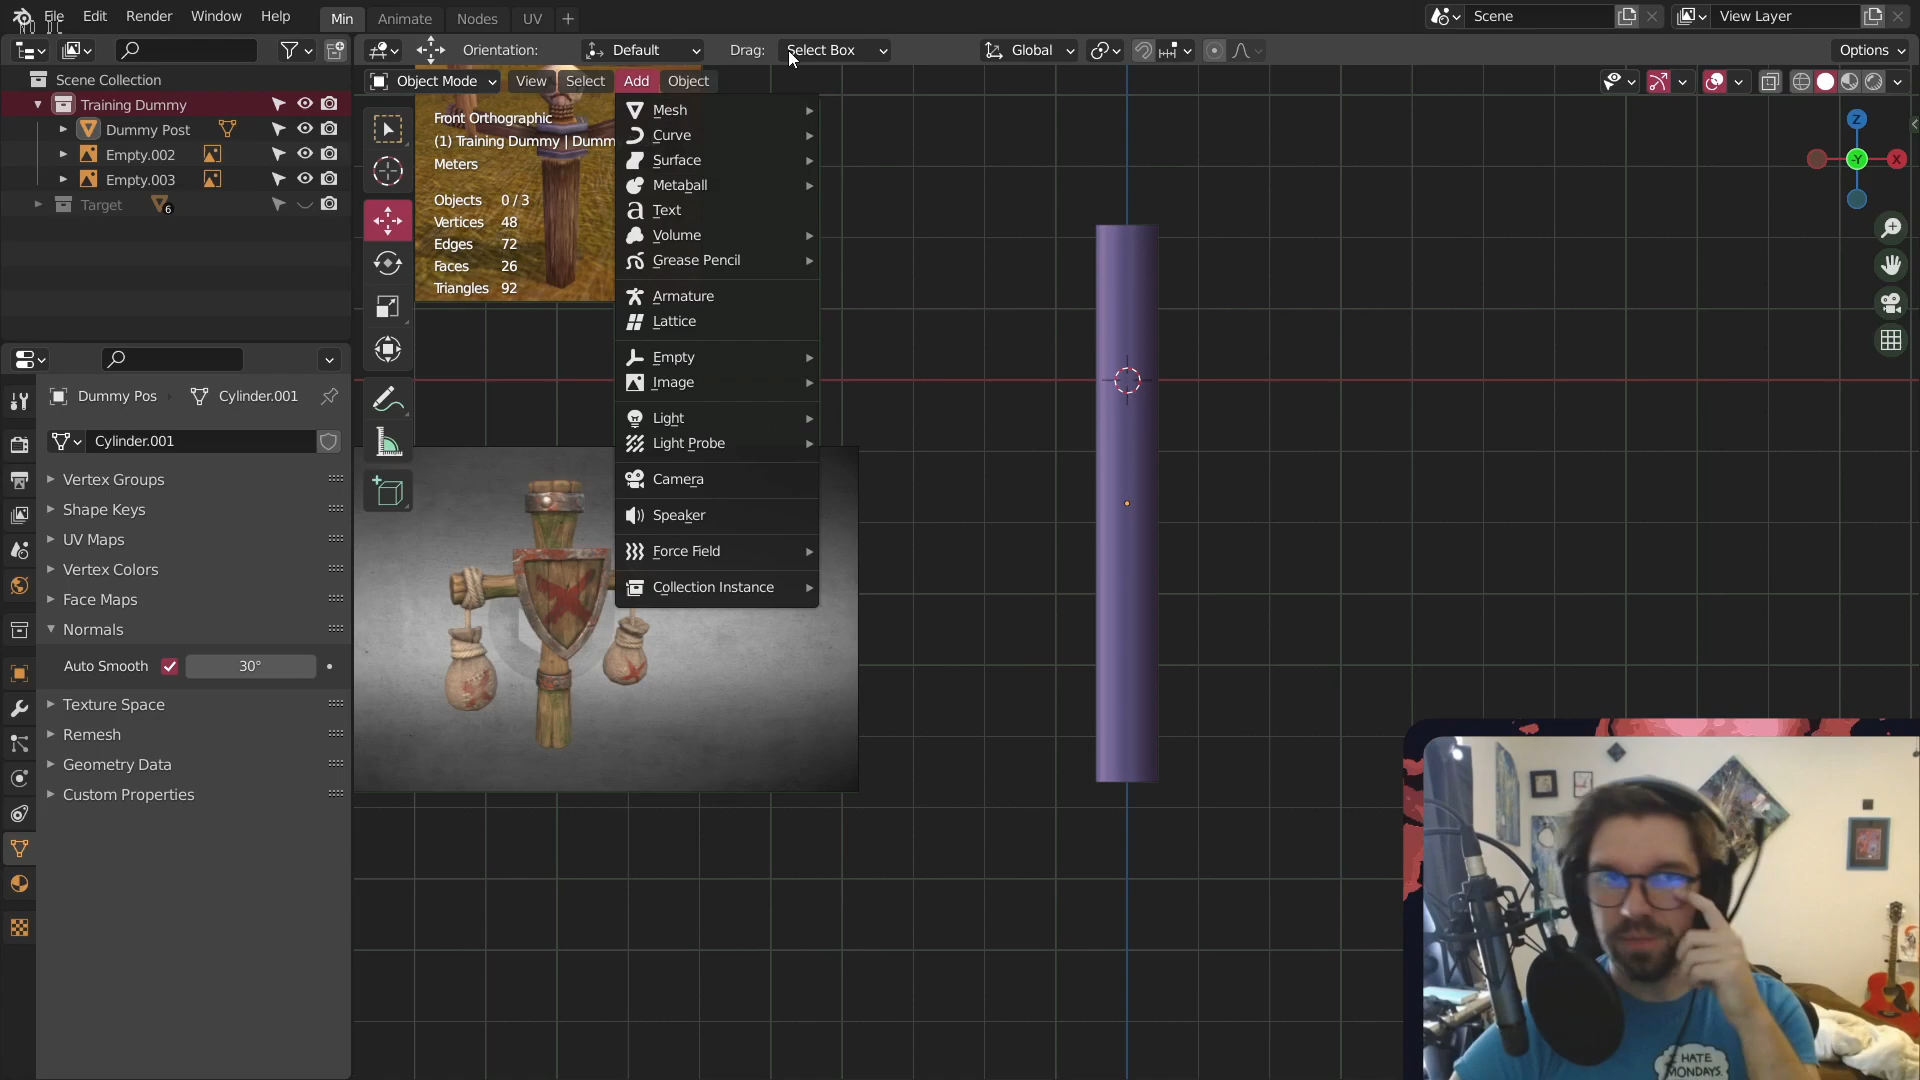 File Edit Render Window Help Min Animate Nodes UV + Scene View Layer
Orientation: Default Drag: Select Box Global Options
Scene Collection
Training Dummy
Dummy Post
Empty.002
Empty.003
Target 6
Dummy Pos Cylinder.001
Cylinder.001
Vertex Groups
Shape Keys
UV Maps
Vertex Colors
Face Maps
Normals
Auto Smooth 30°
Texture Space
Remesh
Geometry Data
Custom Properties
Object Mode View Select Add Object
Front Orthographic
(1) Training Dummy | Dumm
Meters
Objects 0 / 3
Vertices 48
Edges 72
Faces 26
Triangles 92
Mesh
Curve
Surface
Metaball
Text
Volume
Grease Pencil
Armature
Lattice
Empty
Image
Light
Light Probe
Camera
Speaker
Force Field
Collection Instance
Z
-Y X
I HATE
MONDAYS.